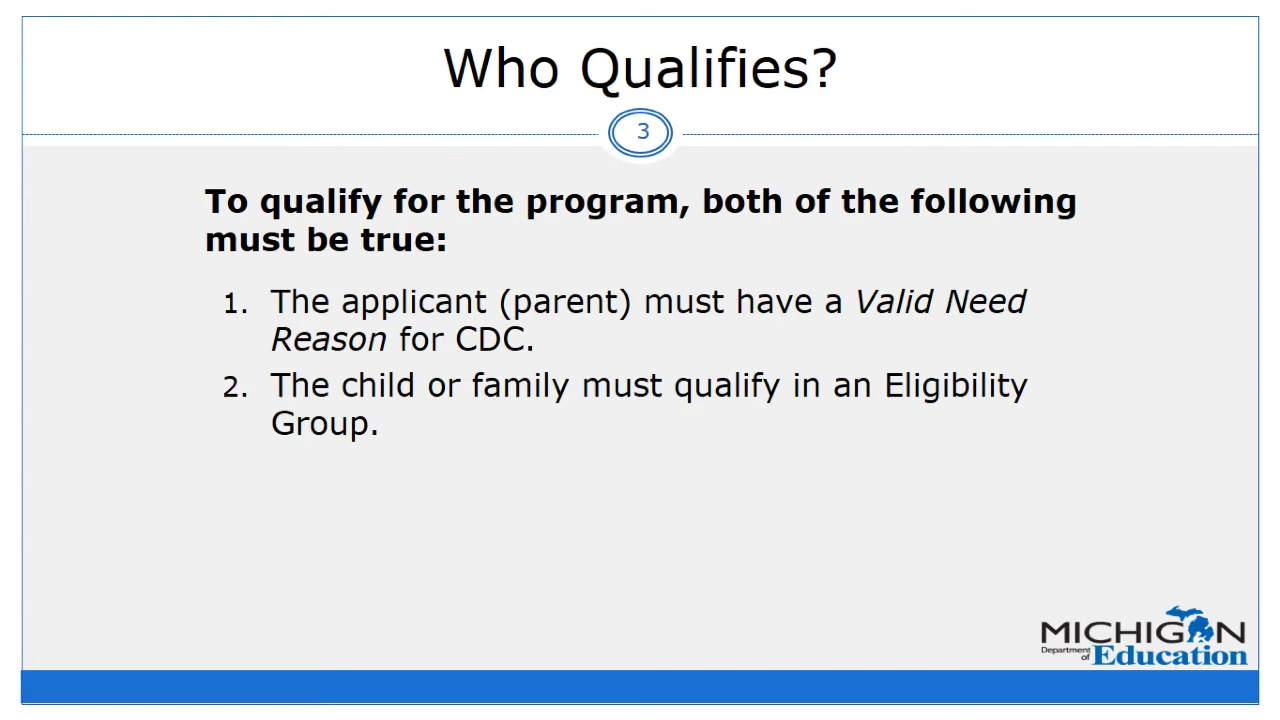 Who Qualifies?
3
To qualify for the program, both of the following
must be true:
1. The applicant (parent) must have a Valid Need
Reason for CDC.
2. The child or family must qualify in an Eligibility
Group.
MICHIGAN
Department
of Education